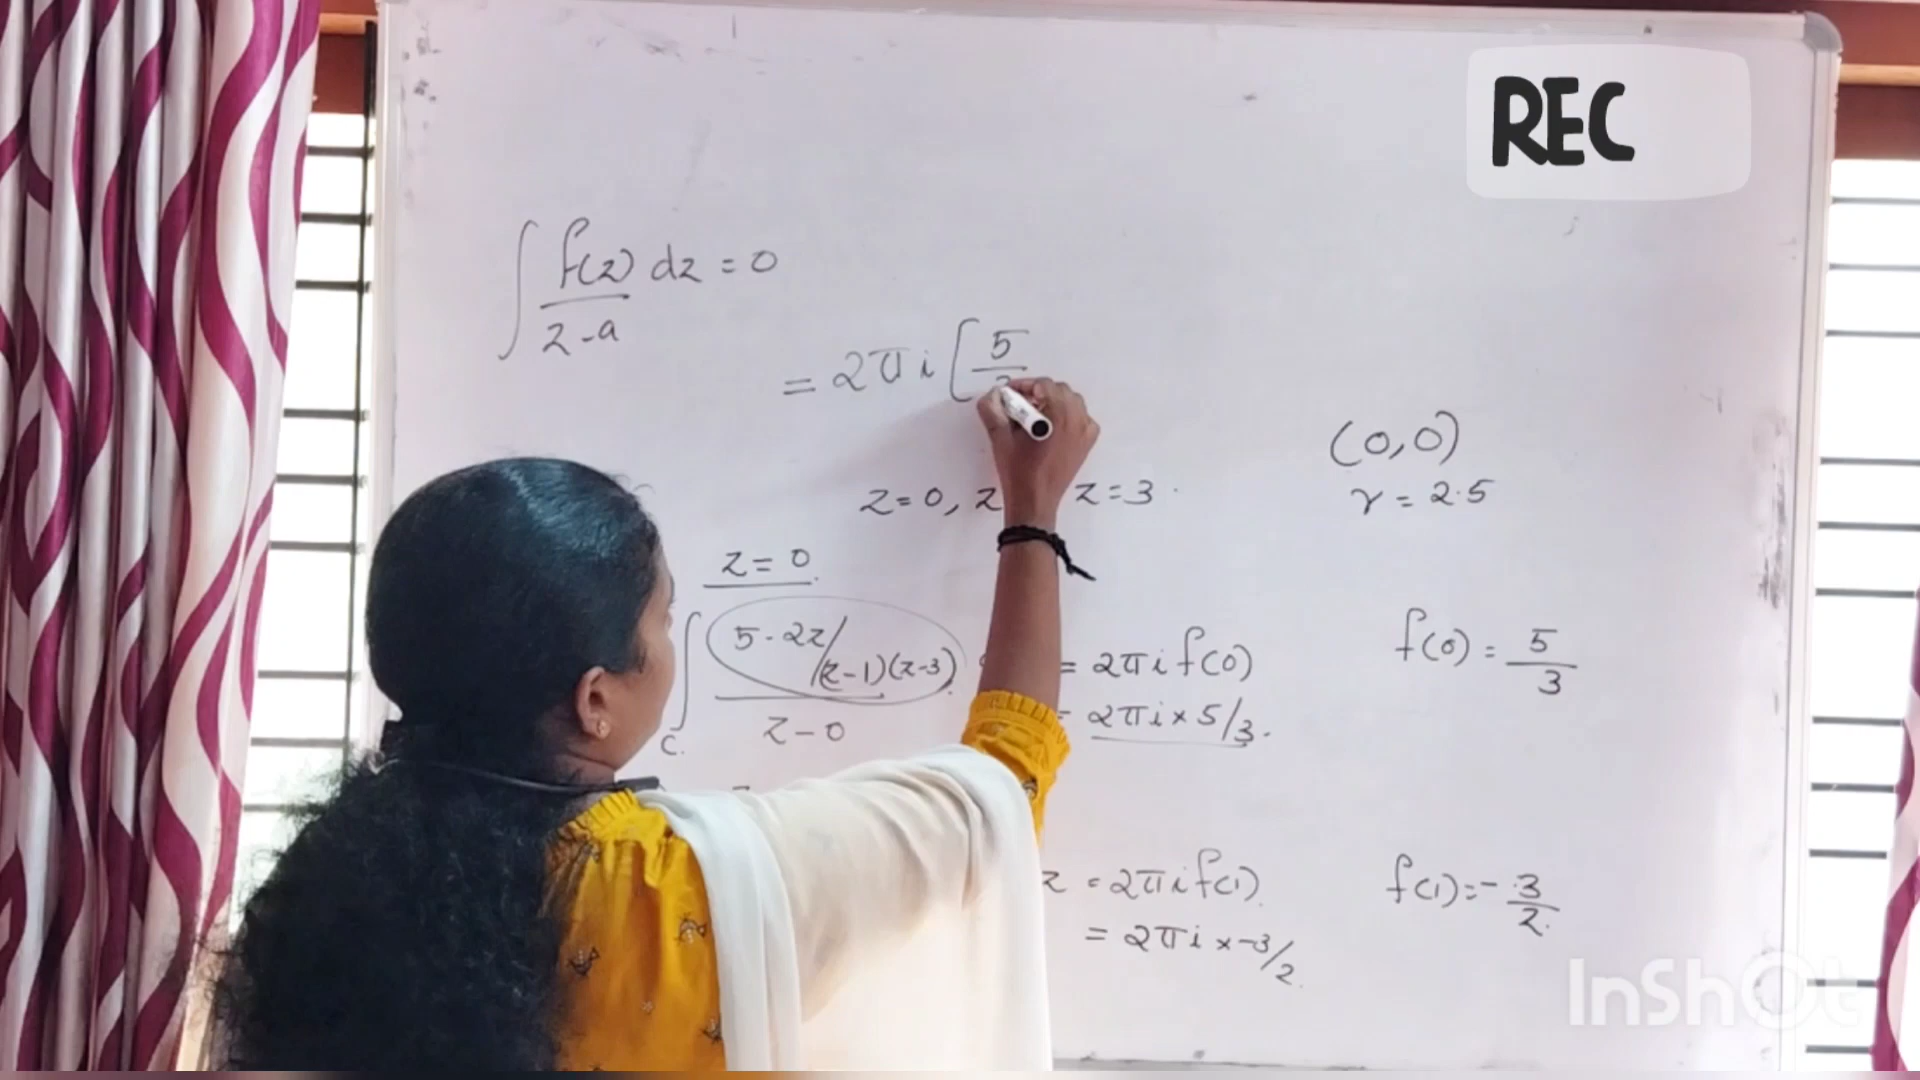 REC
∫ f(z)/z-a dz = 0
= 2πi [ 5/
z=0, z z=3.
(0,0)
r = 2.5
z = 0
∫c. 5-2z/(z-1)(z-3) / z-0 = 2πi f(0)
f(0) = 5/3
= 2πi × 5/3.
z = 2πi f(1)
f(1) = -3/2.
= 2πi × -3/2.
InShot